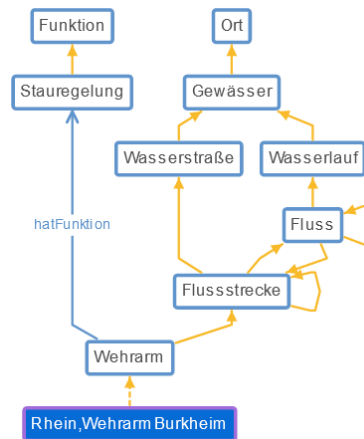 Funktion
Ort
Stauregelung
Gewässer
Wasserstraße
Wasserlauf
hatFunktion
Fluss
Flussstrecke
Wehrarm
Rhein,Wehrarm Burkheim